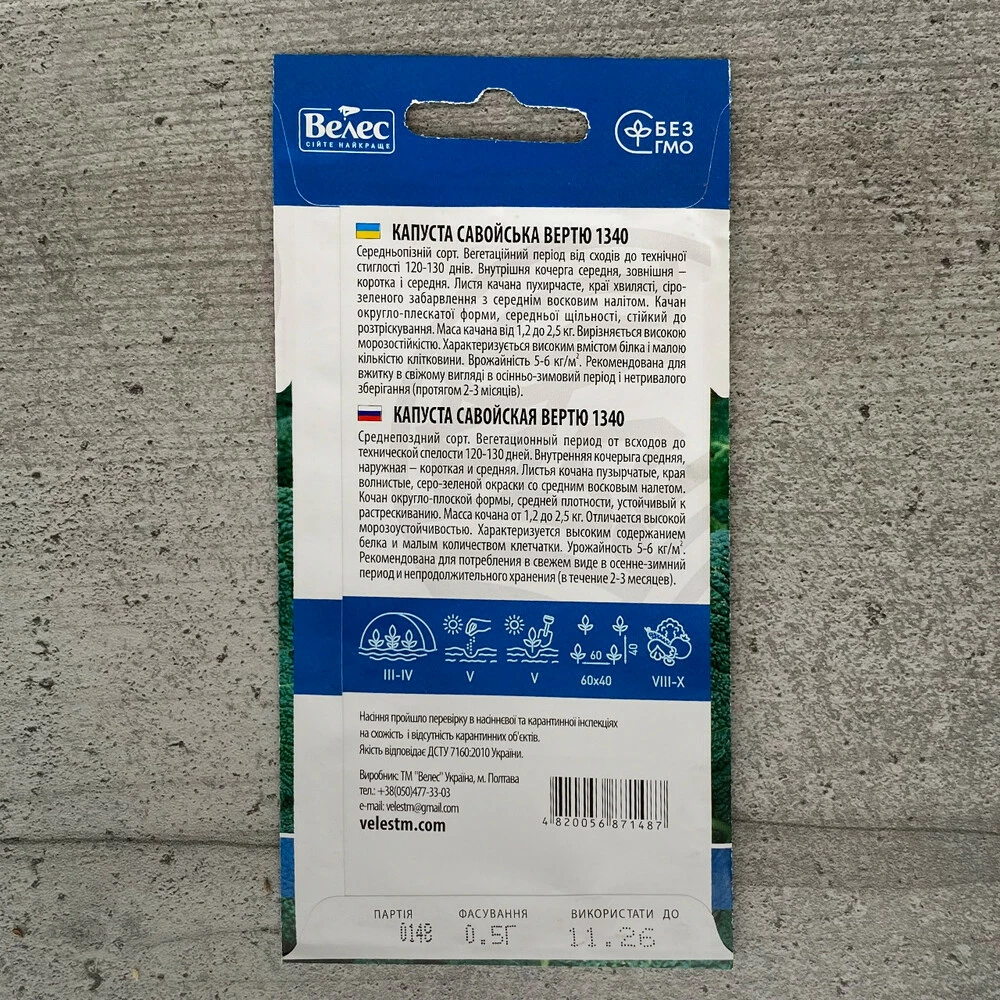 Велес
СІЙТЕ НАЙКРАЩЕ
БЕЗ
ГМО
КАПУСТА САВОЙСЬКА ВЕРТЮ 1340
Середньопізній сорт. Вегетаційний період від сходів до технічної
стиглості 120-130 днів. Внутрішня кочерга середня, зовнішня –
коротка і середня. Листя качана пухирчасте, краї хвилясті, сіро-
зеленого забарвлення з середнім восковим налітом. Качан
округло-плескатої форми, середньої щільності, стійкий до
розтріскування. Маса качана від 1,2 до 2,5 кг. Вирізняється високою
морозостійкістю. Характеризується високим вмістом білка і малою
кількістю клітковини. Врожайність 5-6 кг/м². Рекомендована для
вжитку в свіжому вигляді в осінньо-зимовий період і нетривалого
зберігання (протягом 2-3 місяців).
КАПУСТА САВОЙСКАЯ ВЕРТЮ 1340
Среднепоздний сорт. Вегетационный период от всходов до
технической спелости 120-130 дней. Внутренняя кочерыга средняя,
наружная – короткая и средняя. Листья кочана пузырчатые, края
волнистые, серо-зеленой окраски со средним восковым налетом.
Кочан округло-плоской формы, средней плотности, устойчивый к
растрескиванию. Масса кочана от 1,2 до 2,5 кг. Отличается высокой
морозоустойчивостью. Характеризуется высоким содержанием
белка и малым количеством клетчатки. Урожайность 5-6 кг/м².
Рекомендована для потребления в свежем виде в осенне-зимний
период и непродолжительного хранения (в течение 2-3 месяцев).
60
40
III-IV V V 60x40 VIII-X
Насіння пройшло перевірку в насіннєвої та карантинної інспекціях
на схожість і відсутність карантинних об'єктів.
Якість відповідає ДСТУ 7160:2010 України.
Виробник: ТМ "Велес" Україна, м. Полтава
тел.: +38(050)477-33-03
e-mail: velestm@gmail.com
velestm.com
4 820056 871487
ПАРТІЯ ФАСУВАННЯ ВИКОРИСТАТИ ДО
0148 0.5Г 11.26